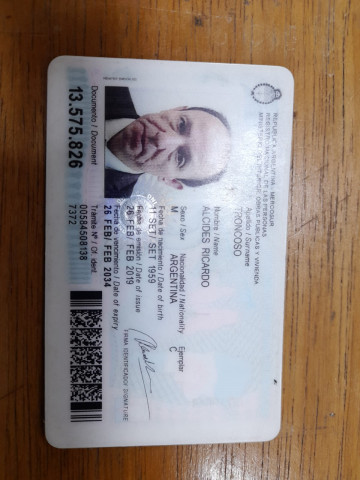 REPUBLICA ARGENTINA - MERCOSUR
REGISTRO NACIONAL DE LAS PERSONAS
MINISTERIO DEL INTERIOR, OBRAS PUBLICAS Y VIVIENDA
Apellido / Surname
TRONCOSO
Nombre / Name
ALCIDES RICARDO
Sexo / Sex
Nacionalidad / Nationality
Ejemplar
M
ARGENTINA
C
Fecha de nacimiento / Date of birth
11 SET/ SET 1959
Fecha de emisión / Date of issue
26 FEB/ FEB 2019
Fecha de vencimiento / Date of expiry
26 FEB/ FEB 2034
Trámite Nº / Of. ident
00584508138
7372
FIRMA IDENTIFICADO/ SIGNATURE
Documento / Document
13.575.826